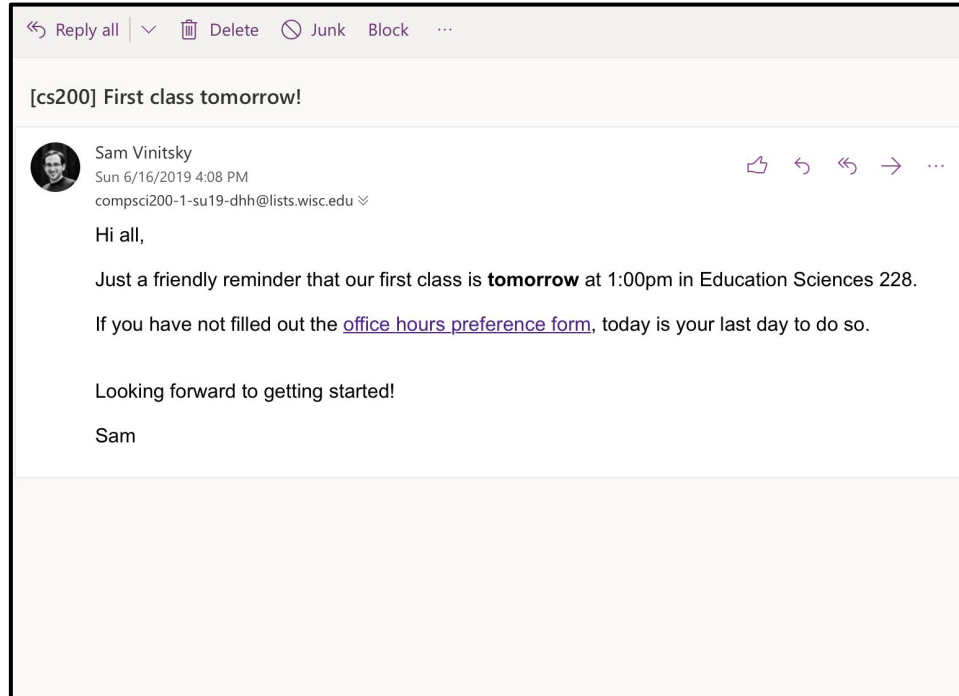 Reply all Delete Junk Block ...
[cs200] First class tomorrow!
Sam Vinitsky
Sun 6/16/2019 4:08 PM
compsci200-1-su19-dhh@lists.wisc.edu
Hi all,
Just a friendly reminder that our first class is tomorrow at 1:00pm in Education Sciences 228.
If you have not filled out the office hours preference form, today is your last day to do so.
Looking forward to getting started!
Sam